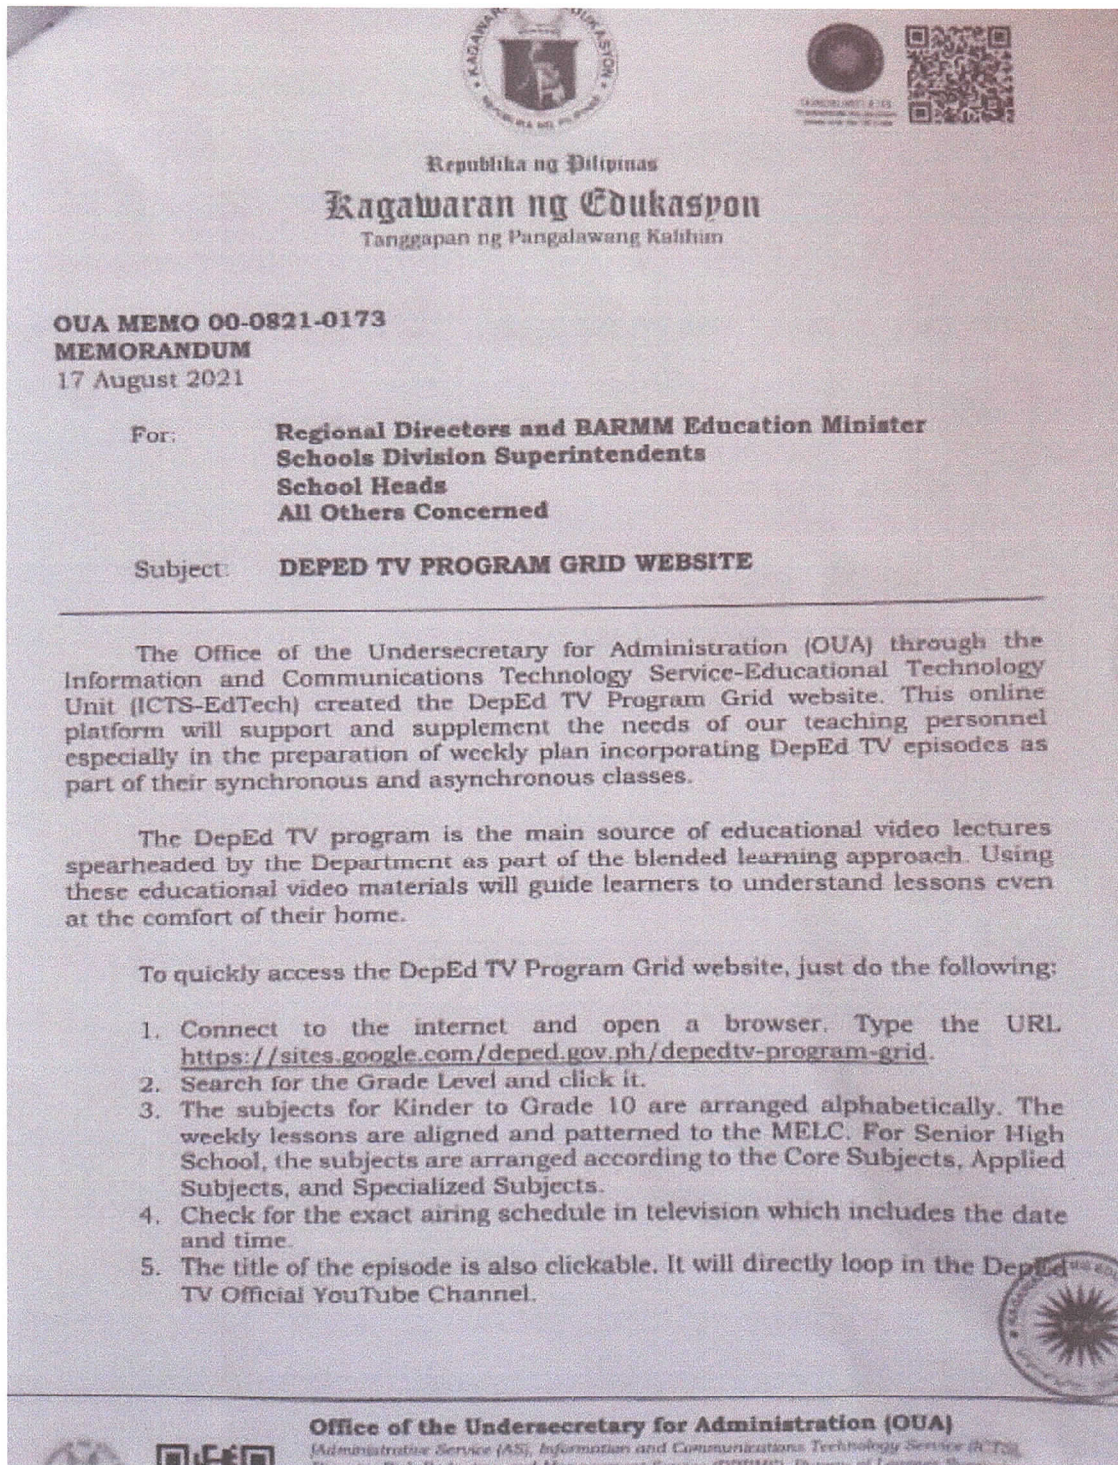 Republika ng Pilipinas
Kagawaran ng Edukasyon
Tanggapan ng Pangalawang Kalihim
OUA MEMO 00-0821-0173
MEMORANDUM
17 August 2021
For: Regional Directors and BARMM Education Minister
Schools Division Superintendents
School Heads
All Others Concerned
Subject: DEPED TV PROGRAM GRID WEBSITE
The Office of the Undersecretary for Administration (OUA) through the
Information and Communications Technology Service-Educational Technology
Unit (ICTS-EdTech) created the DepEd TV Program Grid website. This online
platform will support and supplement the needs of our teaching personnel
especially in the preparation of weekly plan incorporating DepEd TV episodes as
part of their synchronous and asynchronous classes.
The DepEd TV program is the main source of educational video lectures
spearheaded by the Department as part of the blended learning approach. Using
these educational video materials will guide learners to understand lessons even
at the comfort of their home.
To quickly access the DepEd TV Program Grid website, just do the following:
1. Connect to the internet and open a browser. Type the URL
https://sites.google.com/deped.gov.ph/depedtv-program-grid.
2. Search for the Grade Level and click it.
3. The subjects for Kinder to Grade 10 are arranged alphabetically. The
weekly lessons are aligned and patterned to the MELC. For Senior High
School, the subjects are arranged according to the Core Subjects, Applied
Subjects, and Specialized Subjects.
4. Check for the exact airing schedule in television which includes the date
and time.
5. The title of the episode is also clickable. It will directly loop in the DepEd
TV Official YouTube Channel.
Office of the Undersecretary for Administration (OUA)
[Administrative Service (AS), Information and Communications Technology Service (ICTS),